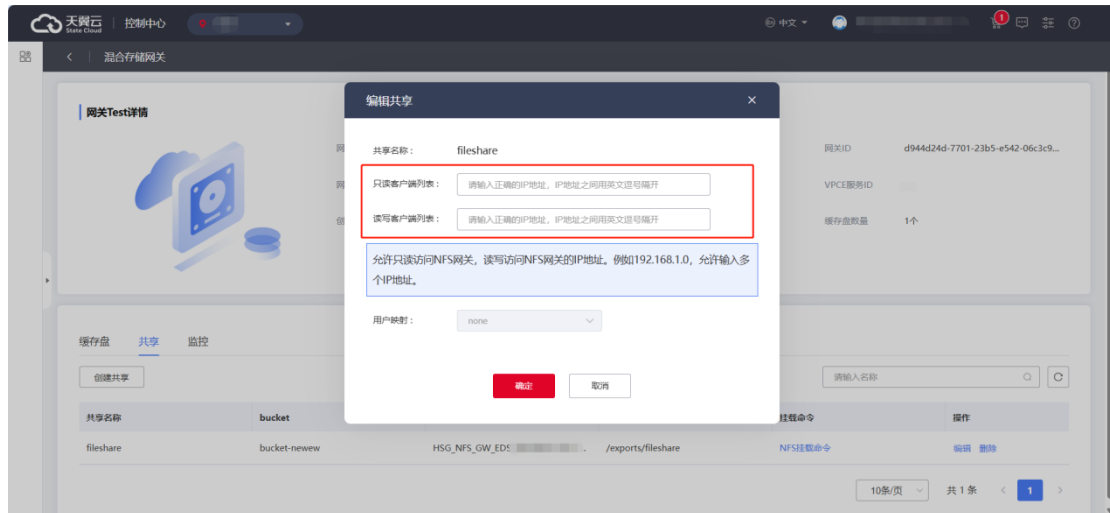 天翼云 State Cloud 控制中心 中文 1
混合存储网关
网关Test详情
编辑共享
共享名称： fileshare
只读客户端列表： 请输入正确的IP地址，IP地址之间用英文逗号隔开
读写客户端列表： 请输入正确的IP地址，IP地址之间用英文逗号隔开
允许只读访问NFS网关，读写访问NFS网关的IP地址。例如192.168.1.0，允许输入多
个IP地址。
用户映射： none
确定 取消
网关ID d944d24d-7701-23b5-e542-06c3c9...
VPCE服务ID
缓存盘数量 1个
缓存盘 共享 监控
创建共享 请输入名称
共享名称 bucket 挂载命令 操作
fileshare bucket-newew HSG_NFS_GW_EDS /exports/fileshare NFS挂载命令 编辑 删除
10条/页 共 1 条 1